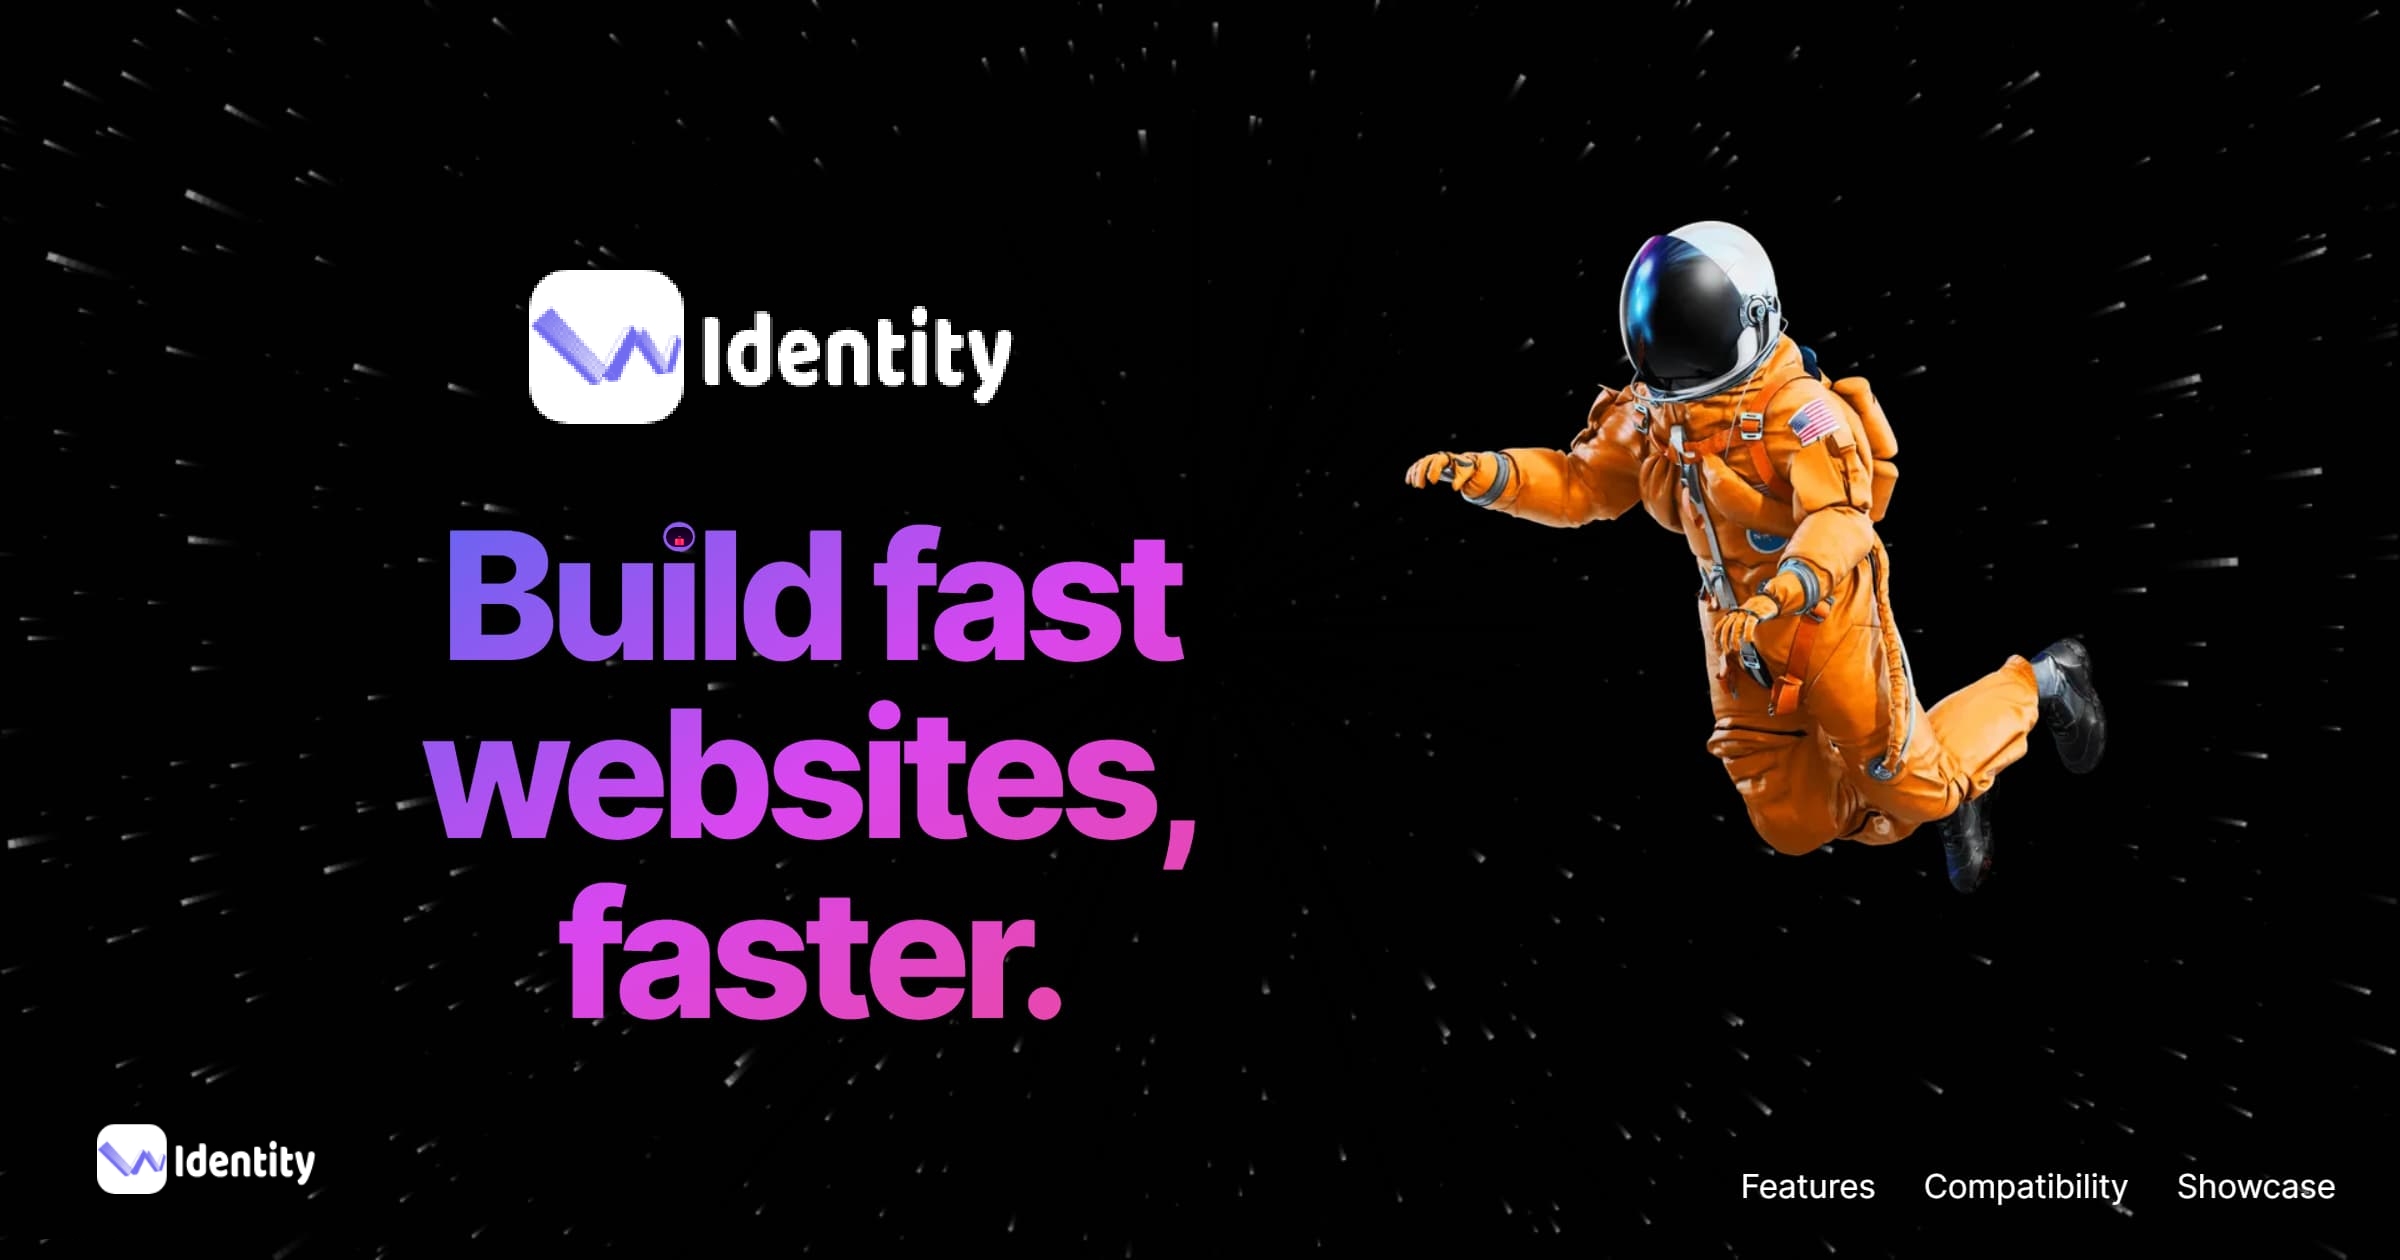 Identity
Build fast
websites,
faster.
Identity
Features Compatibility Showcase